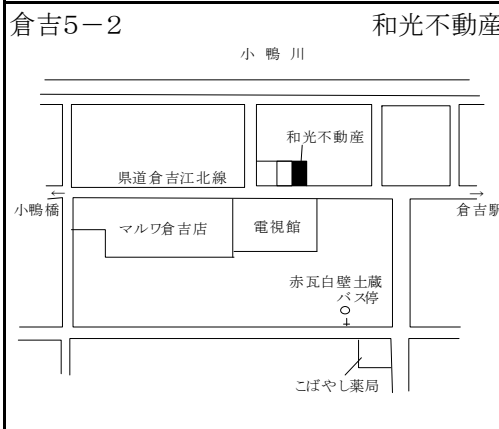 倉吉5－2
和光不動産
小鴨川
和光不動産
県道倉吉江北線
←
→
小鴨橋
倉吉駅
マルワ倉吉店
電視館
赤瓦白壁土蔵
バス停
こばやし薬局